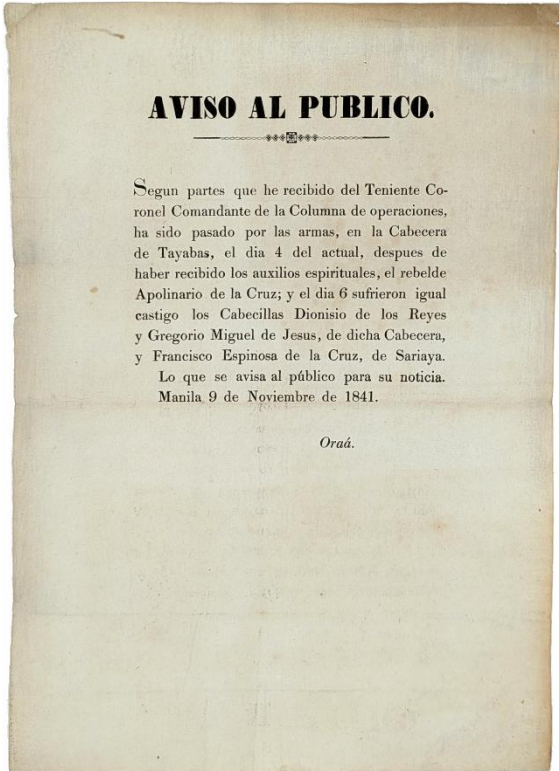 AVISO AL PUBLICO.
Segun partes que he recibido del Teniente Co-
ronel Comandante de la Columna de operaciones,
ha sido pasado por las armas, en la Cabecera
de Tayabas, el dia 4 del actual, despues de
haber recibido los auxilios espirituales, el rebelde
Apolinario de la Cruz; y el dia 6 sufrieron igual
castigo los Cabecillas Dionisio de los Reyes
y Gregorio Miguel de Jesus, de dicha Cabecera,
y Francisco Espinosa de la Cruz, de Sariaya.
Lo que se avisa al público para su noticia.
Manila 9 de Noviembre de 1841.
Oraá.